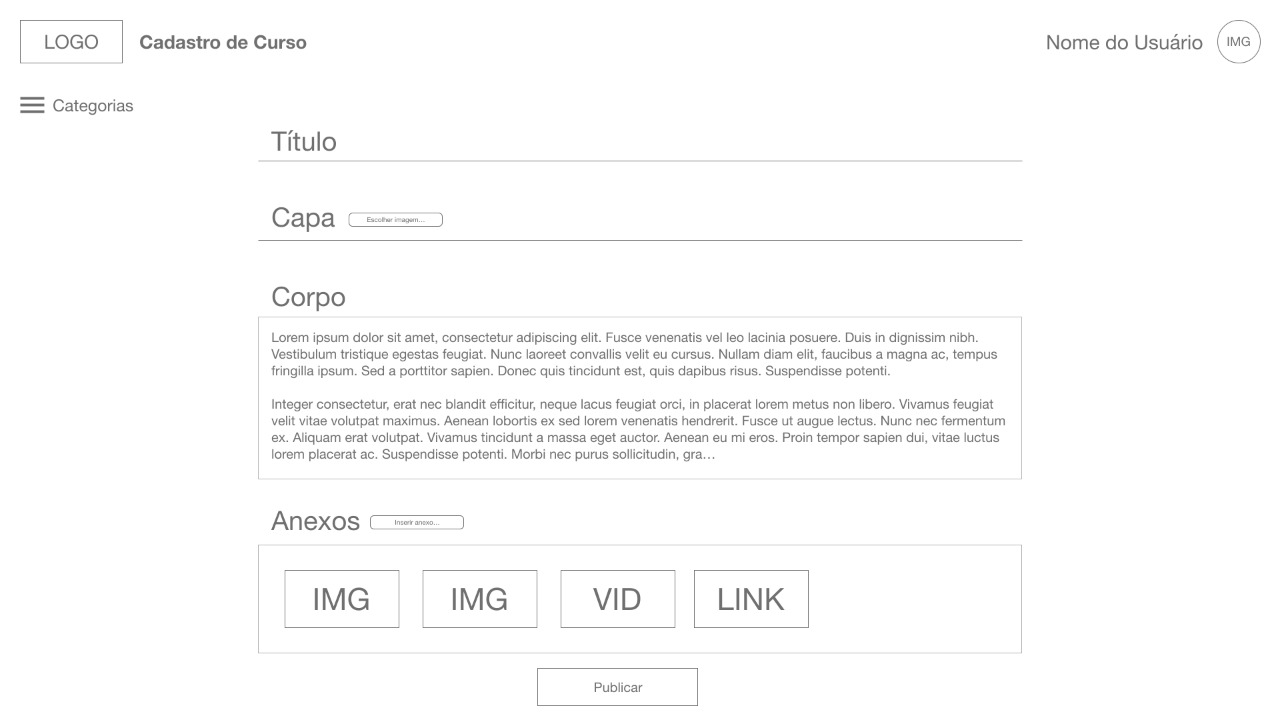 LOGO
Cadastro de Curso
Nome do Usuário
IMG
Categorias
Título
Capa
Escolher imagem...
Corpo
Lorem ipsum dolor sit amet, consectetur adipiscing elit. Fusce venenatis vel leo lacinia posuere. Duis in dignissim nibh.
Vestibulum tristique egestas feugiat. Nunc laoreet convallis velit eu cursus. Nullam diam elit, faucibus a magna ac, tempus
fringilla ipsum. Sed a porttitor sapien. Donec quis tincidunt est, quis dapibus risus. Suspendisse potenti.
Integer consectetur, erat nec blandit efficitur, neque lacus feugiat orci, in placerat lorem metus non libero. Vivamus feugiat
velit vitae volutpat maximus. Aenean lobortis ex sed lorem venenatis hendrerit. Fusce ut augue lectus. Nunc nec fermentum
ex. Aliquam erat volutpat. Vivamus tincidunt a massa eget auctor. Aenean eu mi eros. Proin tempor sapien dui, vitae luctus
lorem placerat ac. Suspendisse potenti. Morbi nec purus sollicitudin, gra…
Anexos
Inserir anexo...
IMG
IMG
VID
LINK
Publicar